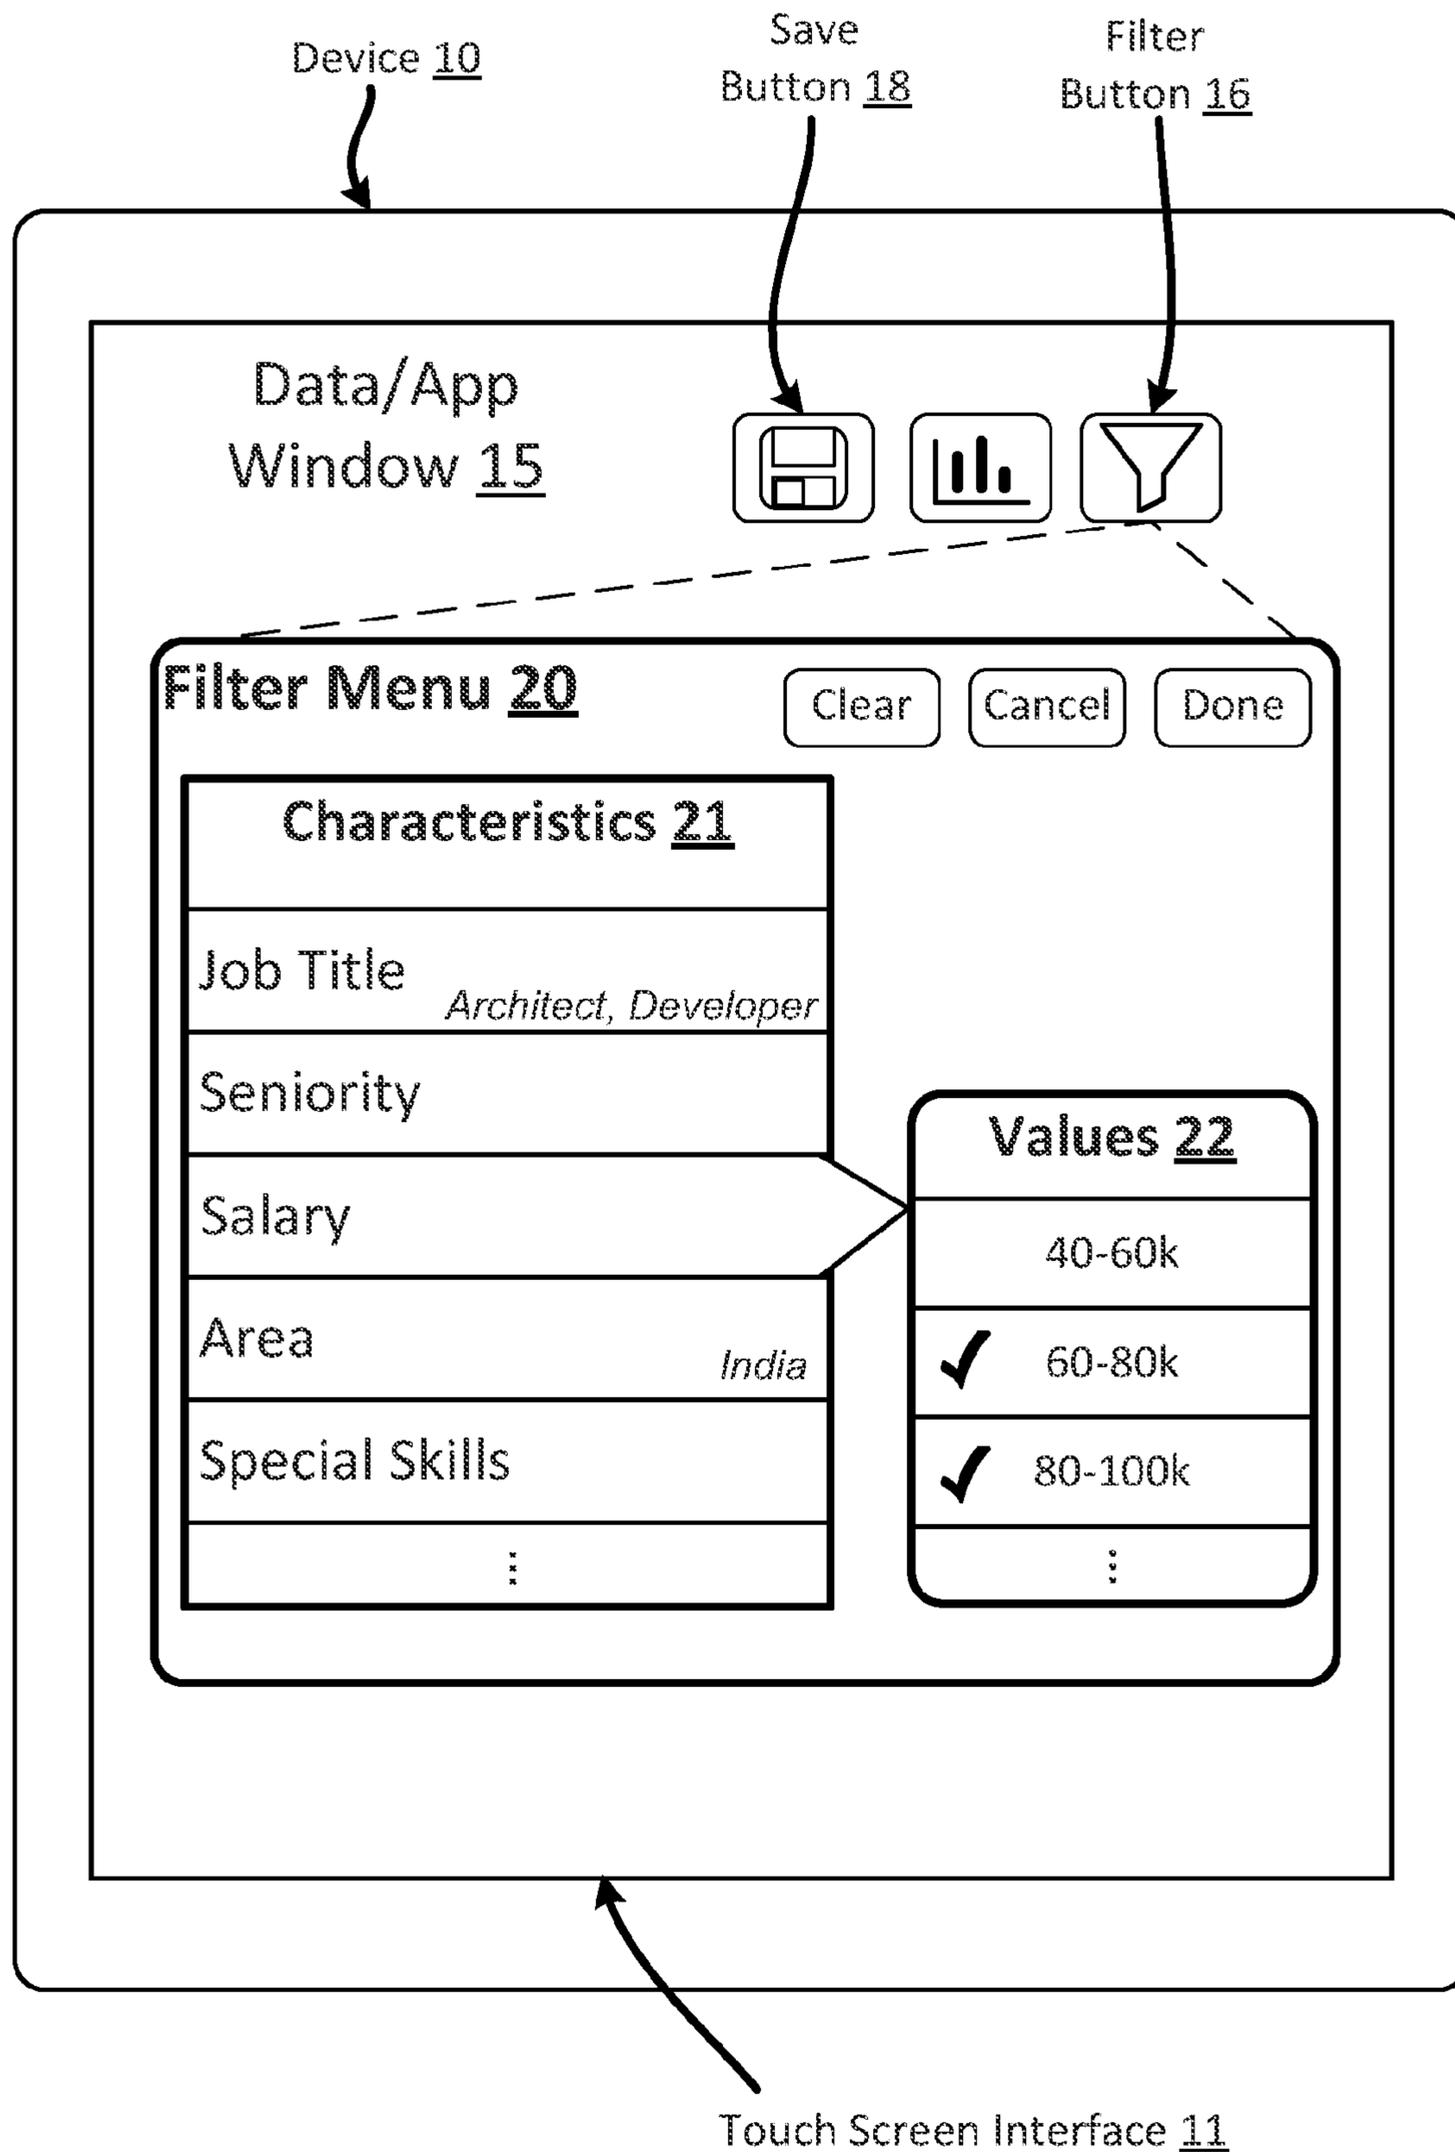 Device 10
Save
Button 18
Filter
Button 16
Data/App
Window 15
Filter Menu 20
Clear
Cancel
Done
Characteristics 21
Job Title
Architect, Developer
Seniority
Salary
Area
India
Special Skills
⋮
Values 22
40-60k
60-80k
80-100k
⋮
Touch Screen Interface 11